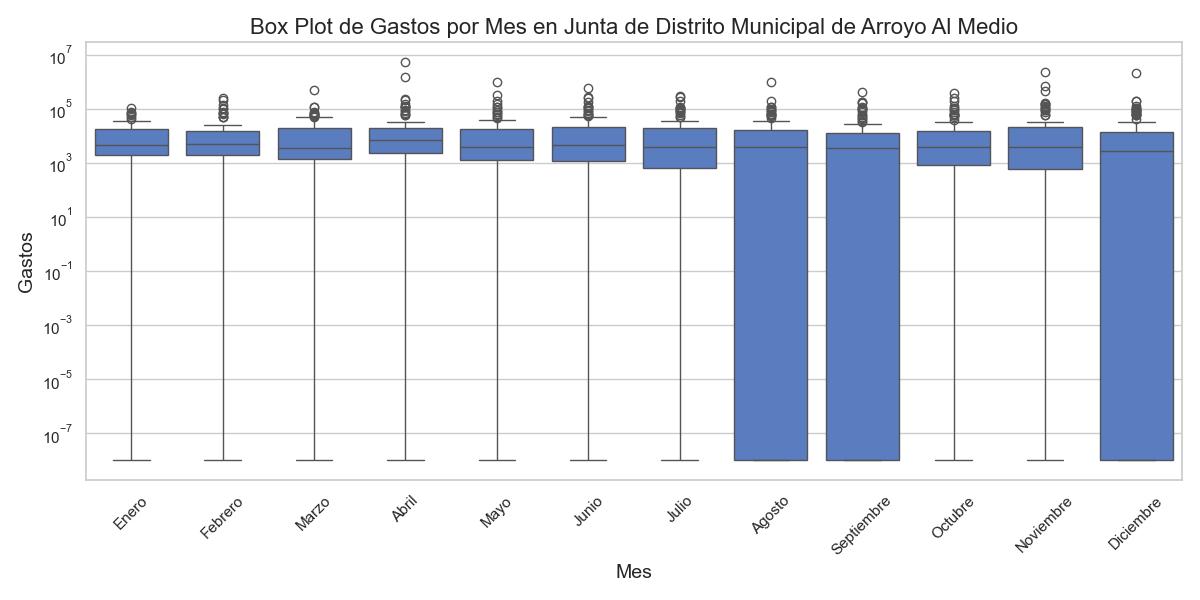 Box Plot de Gastos por Mes en Junta de Distrito Municipal de Arroyo Al Medio
Gastos
10^7
10^5
10^3
10^1
10^−1
10^−3
10^−5
10^−7
Enero
Febrero
Marzo
Abril
Mayo
Junio
Julio
Agosto
Septiembre
Octubre
Noviembre
Diciembre
Mes